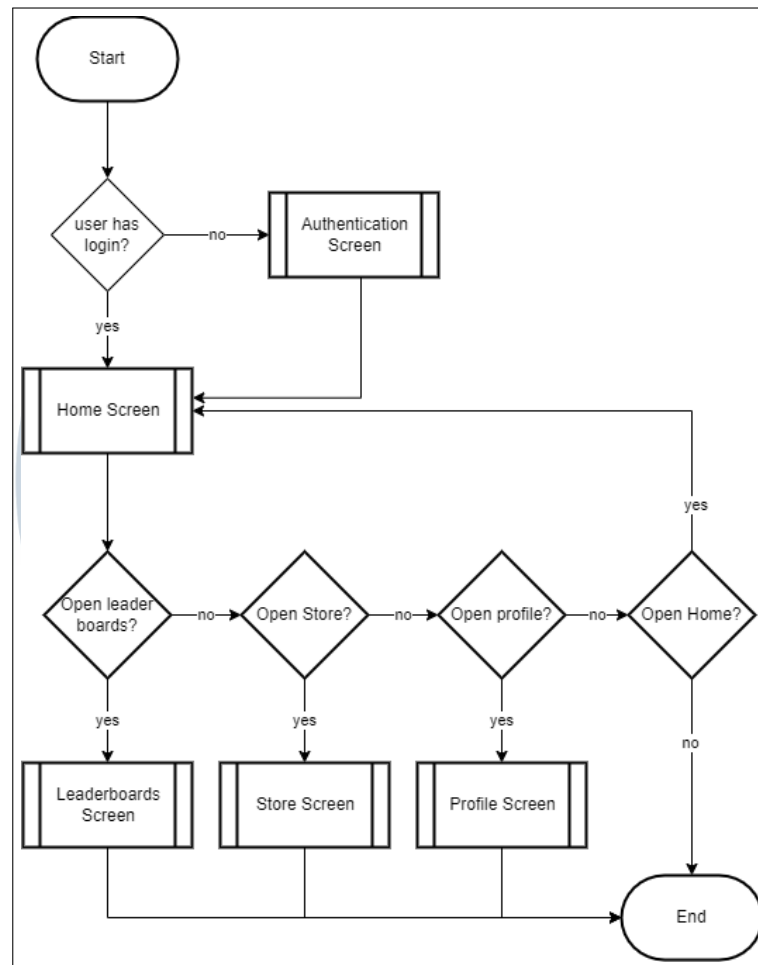 Start
user has
login?
no
Authentication
Screen
yes
Home Screen
yes
Open leader
boards?
no
Open Store?
no
Open profile?
no
Open Home?
yes
yes
yes
no
Leaderboards
Screen
Store Screen
Profile Screen
End